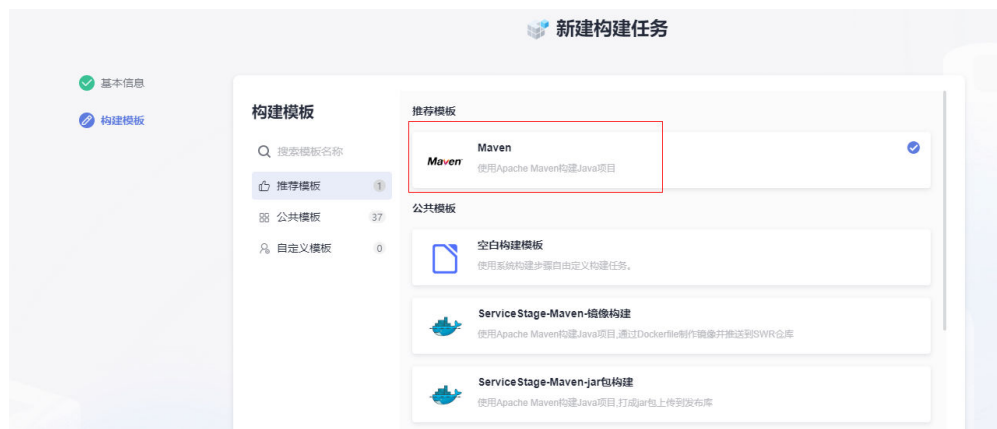 新建构建任务
基本信息
构建模板
构建模板
搜索模板名称
推荐模板 1
公共模板 37
自定义模板 0
推荐模板
Maven
Maven
使用Apache Maven构建Java项目
公共模板
空白构建模板
使用系统构建步骤自由定义构建任务。
ServiceStage-Maven-镜像构建
使用Apache Maven构建Java项目,通过Dockerfile制作镜像并推送到SWR仓库
ServiceStage-Maven-jar包构建
使用Apache Maven构建Java项目,打成jar包上传到发布库